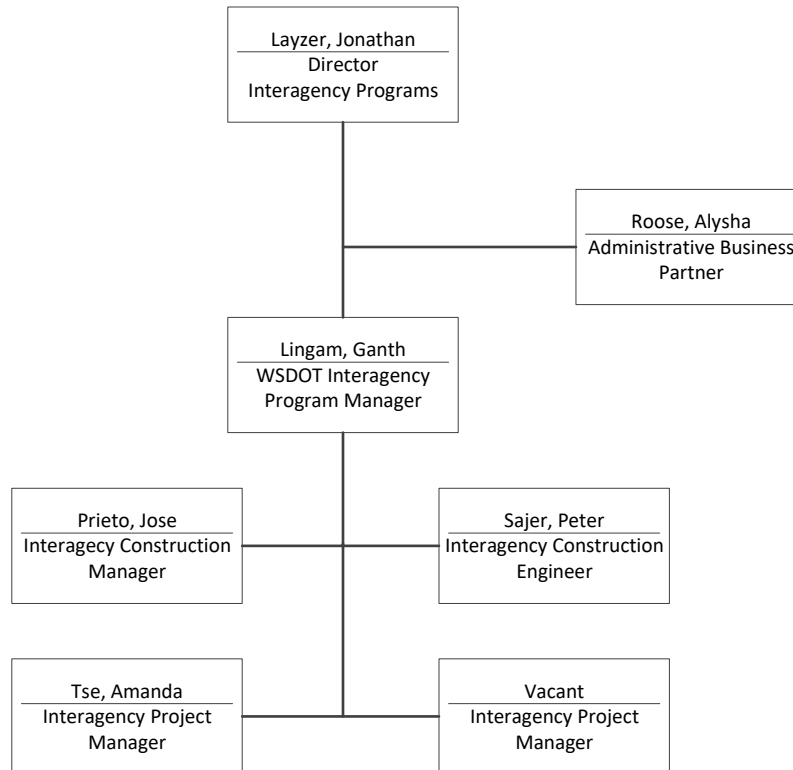 Layzer, Jonathan
Director
Interagency Programs
Roose, Alysha
Administrative Business
Partner
Lingam, Ganth
WSDOT Interagency
Program Manager
Prieto, Jose
Interagecy Construction
Manager
Sajer, Peter
Interagency Construction
Engineer
Tse, Amanda
Interagency Project
Manager
Vacant
Interagency Project
Manager